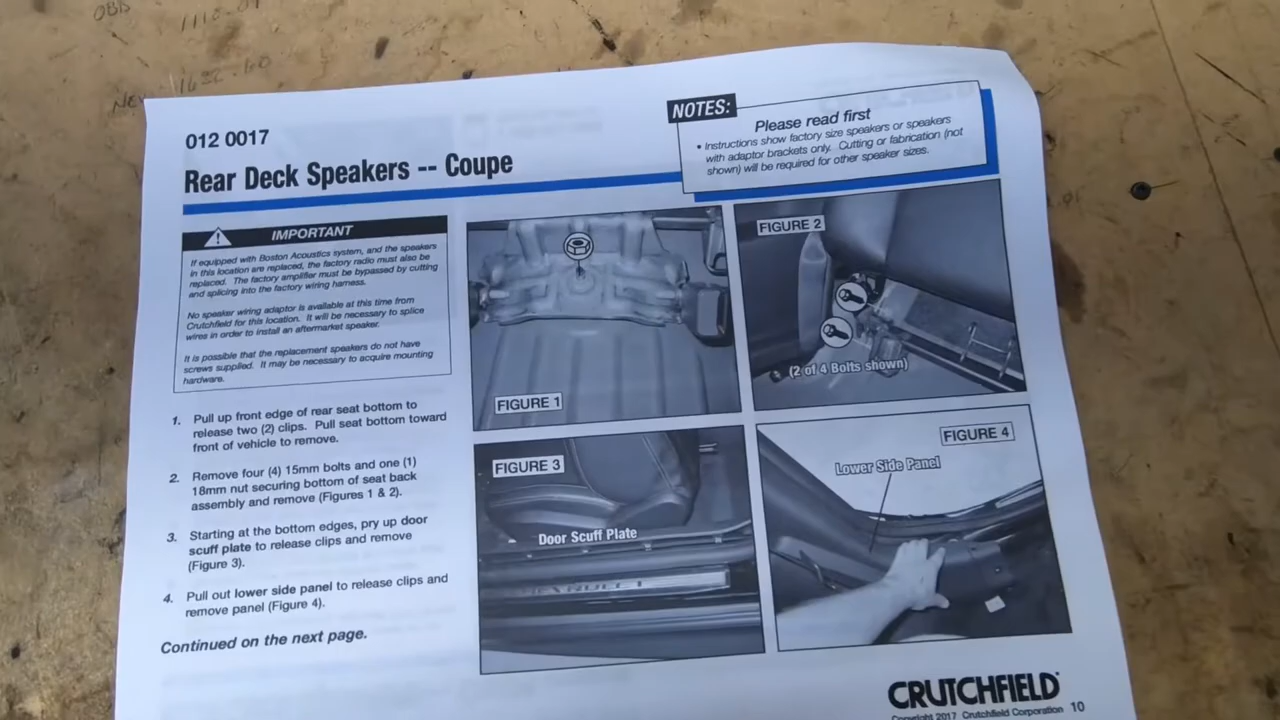 012 0017
Rear Deck Speakers -- Coupe
NOTES:
Please read first
• Instructions show factory size speakers or speakers
with adaptor brackets only. Cutting or fabrication (not
shown) will be required for other speaker sizes.
IMPORTANT
If equipped with Boston Acoustics system, and the speakers
in this location are replaced, the factory radio must also be
replaced. The factory amplifier must be bypassed by cutting
and splicing into the factory wiring harness.
No speaker wiring adaptor is available at this time from
Crutchfield for this location. It will be necessary to splice
wires in order to install an aftermarket speaker.
It is possible that the replacement speakers do not have
screws supplied. It may be necessary to acquire mounting
hardware.
1. Pull up front edge of rear seat bottom to
release two (2) clips. Pull seat bottom toward
front of vehicle to remove.
2. Remove four (4) 15mm bolts and one (1)
18mm nut securing bottom of seat back
assembly and remove (Figures 1 & 2).
3. Starting at the bottom edges, pry up door
scuff plate to release clips and remove
(Figure 3).
4. Pull out lower side panel to release clips and
remove panel (Figure 4).
Continued on the next page.
FIGURE 1
FIGURE 2
(2 of 4 Bolts shown)
FIGURE 3
Door Scuff Plate
FIGURE 4
Lower Side Panel
CRUTCHFIELD
Copyright 2017 Crutchfield Corporation 10